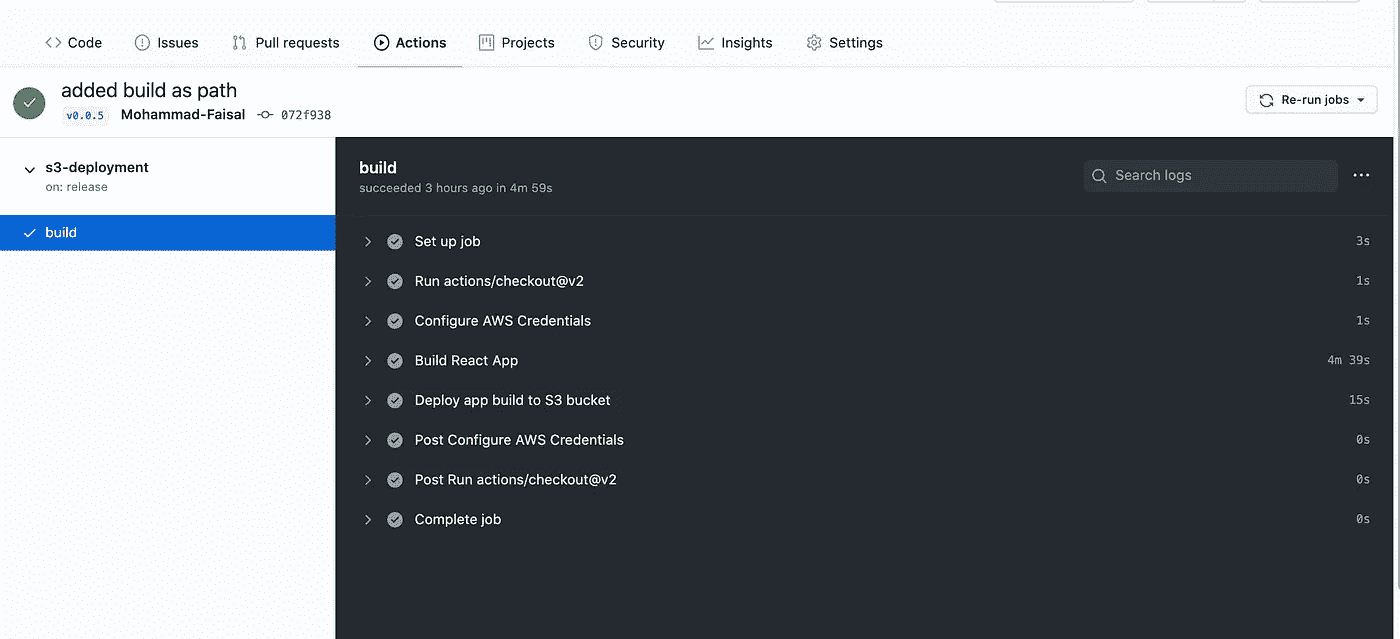 Code Issues Pull requests Actions Projects Security Insights Settings
added build as path
v0.0.5 Mohammad-Faisal 072f938
Re-run jobs
s3-deployment
on: release
build
build
succeeded 3 hours ago in 4m 59s
Search logs
Set up job 3s
Run actions/checkout@v2 1s
Configure AWS Credentials 1s
Build React App 4m 39s
Deploy app build to S3 bucket 15s
Post Configure AWS Credentials 0s
Post Run actions/checkout@v2 0s
Complete job 0s